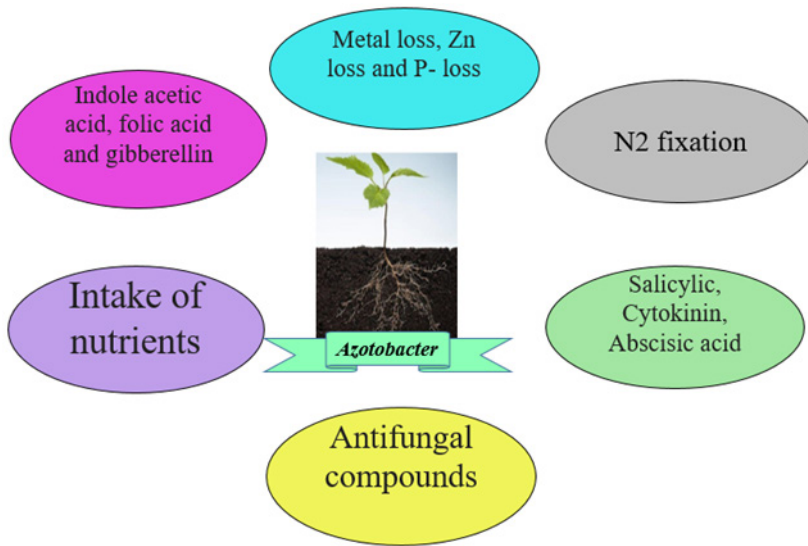 Metal loss, Zn
loss and P- loss
Indole acetic
acid, folic acid
and gibberellin
N2 fixation
Intake of
nutrients
Salicylic,
Cytokinin,
Abscisic acid
Azotobacter
Antifungal
compounds